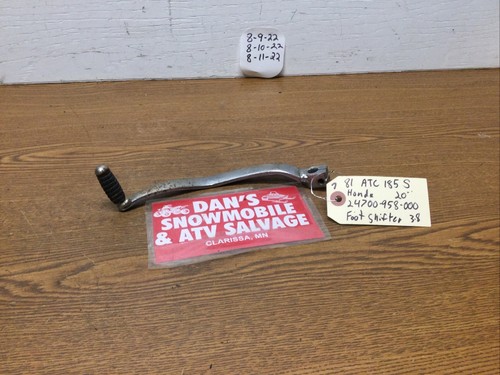 8-9-22
8-10-22
8-11-22
DAN'S
SNOWMOBILE
& ATV SALVAGE
CLARISSA, MN
81 ATC 185 S
Honda 20"
24700-958-000
Foot Shifter 38